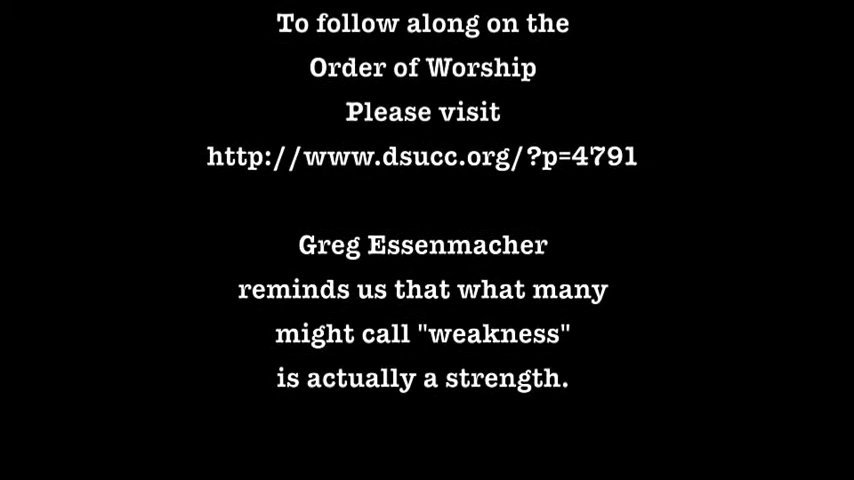 To follow along on the
Order of Worship
Please visit
http://www.dsucc.org/?p=4791
Greg Essenmacher
reminds us that what many
might call "weakness"
is actually a strength.